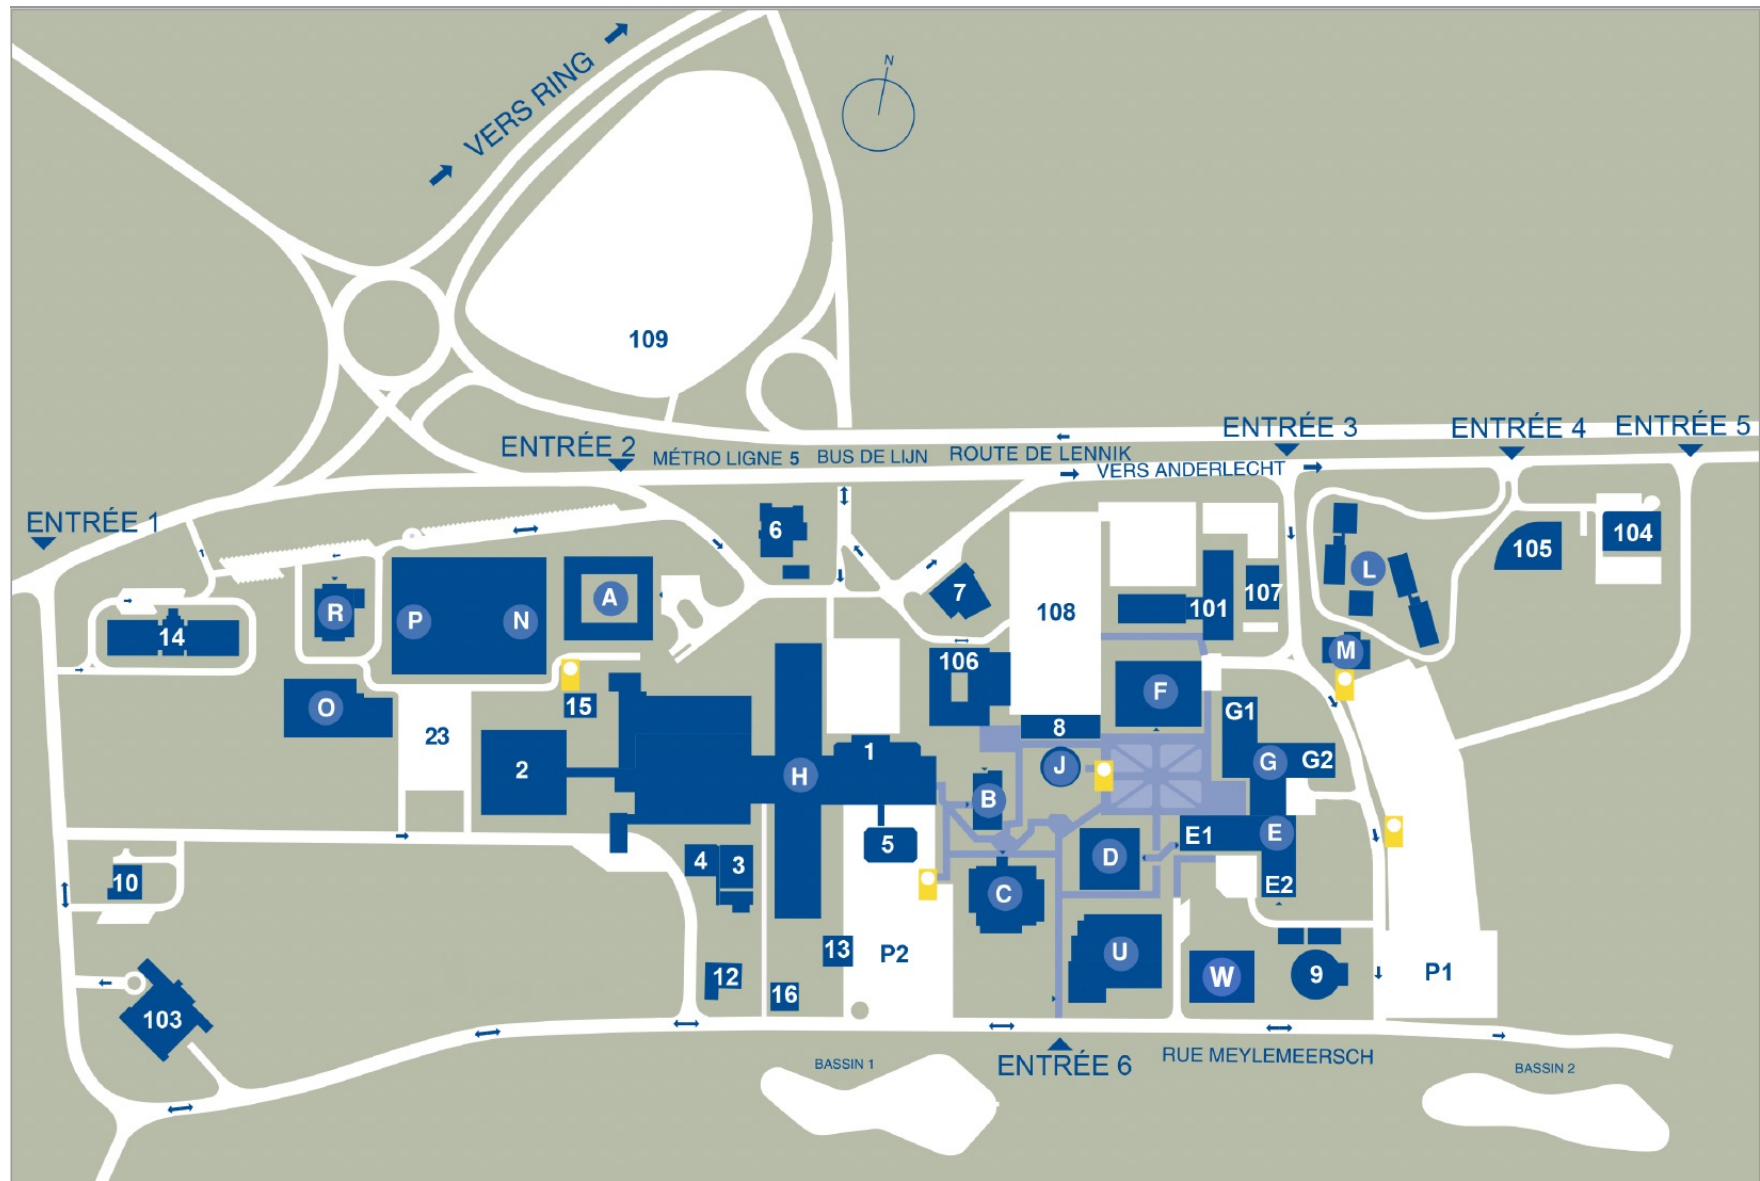 N
VERS RING
109
ENTRÉE 1
ENTRÉE 2
MÉTRO LIGNE 5
BUS DE LIJN
ROUTE DE LENNIK
VERS ANDERLECHT
ENTRÉE 3
ENTRÉE 4
ENTRÉE 5
6
7
108
101
107
L
105
104
14
R
P
N
A
106
F
M
O
15
23
2
H
1
8
J
G1
G
G2
B
5
4
3
D
E1
E
E2
C
10
13
P2
U
W
9
P1
12
16
103
BASSIN 1
ENTRÉE 6
RUE MEYLEMEERSCH
BASSIN 2